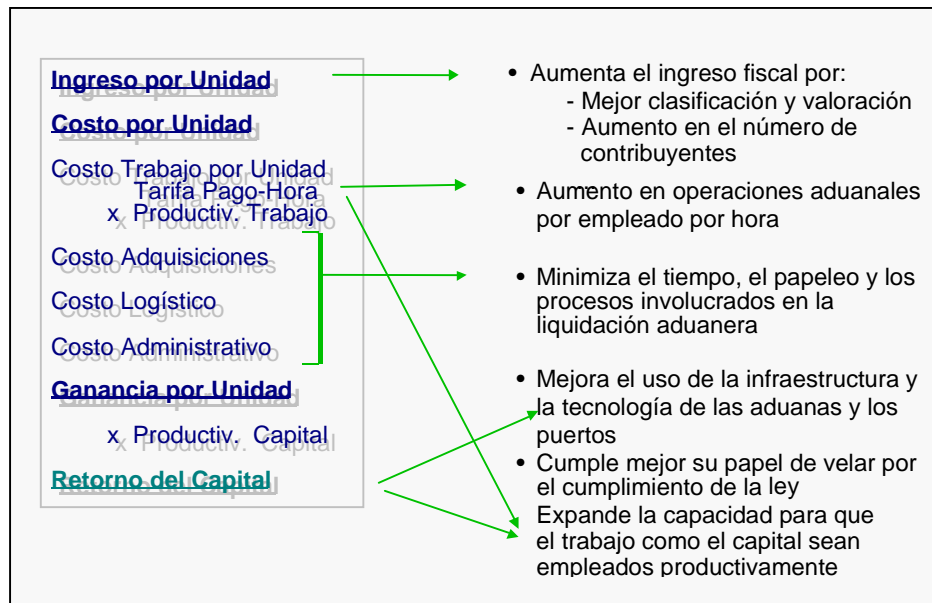 Ingreso por Unidad
Costo por Unidad
Costo Trabajo por Unidad
Tarifa Pago-Hora
x Productiv. Trabajo
Costo Adquisiciones
Costo Logístico
Costo Administrativo
Ganancia por Unidad
x Productiv. Capital
Retorno del Capital
• Aumenta el ingreso fiscal por:
- Mejor clasificación y valoración
- Aumento en el número de
contribuyentes
• Aumento en operaciones aduanales
por empleado por hora
• Minimiza el tiempo, el papeleo y los
procesos involucrados en la
liquidación aduanera
• Mejora el uso de la infraestructura y
la tecnología de las aduanas y los
puertos
• Cumple mejor su papel de velar por
el cumplimiento de la ley
Expande la capacidad para que
el trabajo como el capital sean
empleados productivamente